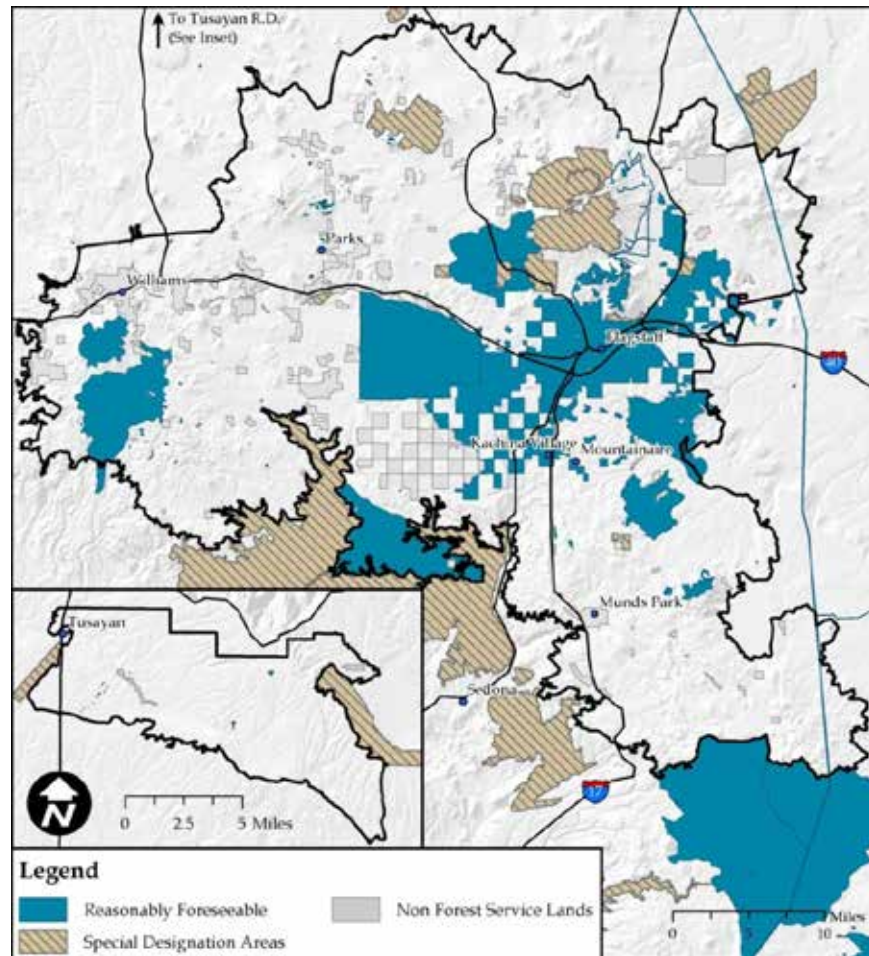 To Tusayan R.D.
(See Inset)
Parks
Williams
Flagstaff
40
Kachina Village
Mountainaire
Munds Park
Tusayan
Sedona
17
N
0 2.5 5 Miles
Legend
Reasonably Foreseeable
Non Forest Service Lands
Special Designation Areas
Miles
0 5 10